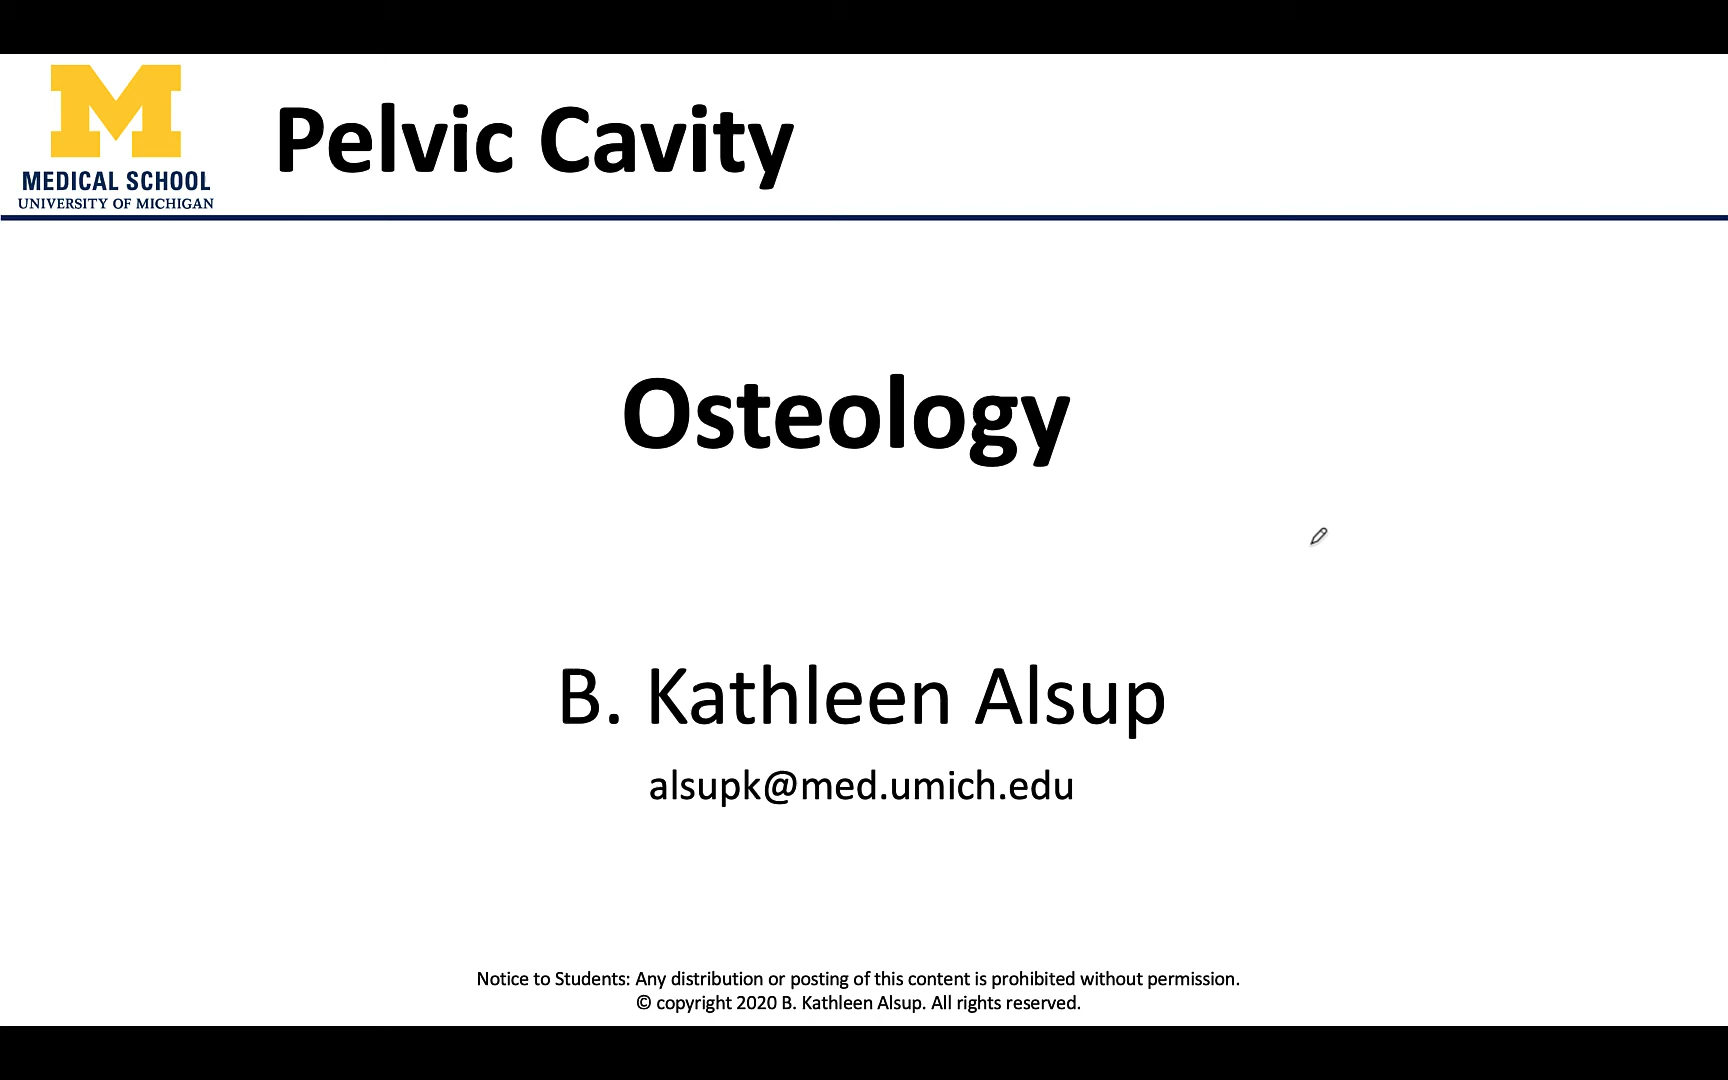 M
MEDICAL SCHOOL
UNIVERSITY OF MICHIGAN
Pelvic Cavity
Osteology
B. Kathleen Alsup
alsupk@med.umich.edu
Notice to Students: Any distribution or posting of this content is prohibited without permission.
© copyright 2020 B. Kathleen Alsup. All rights reserved.